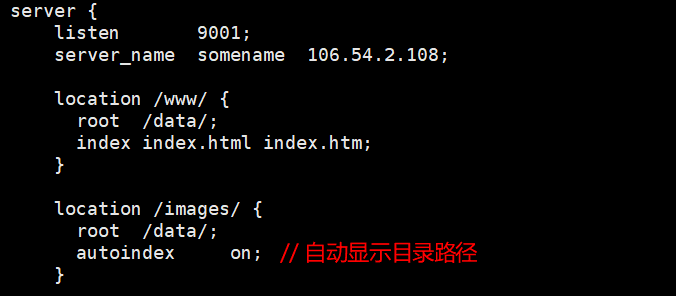 server {
    listen       9001;
    server_name  somename  106.54.2.108;

    location /www/ {
      root  /data/;
      index index.html index.htm;
    }

    location /images/ {
      root  /data/;
      autoindex     on;  // 自动显示目录路径
    }